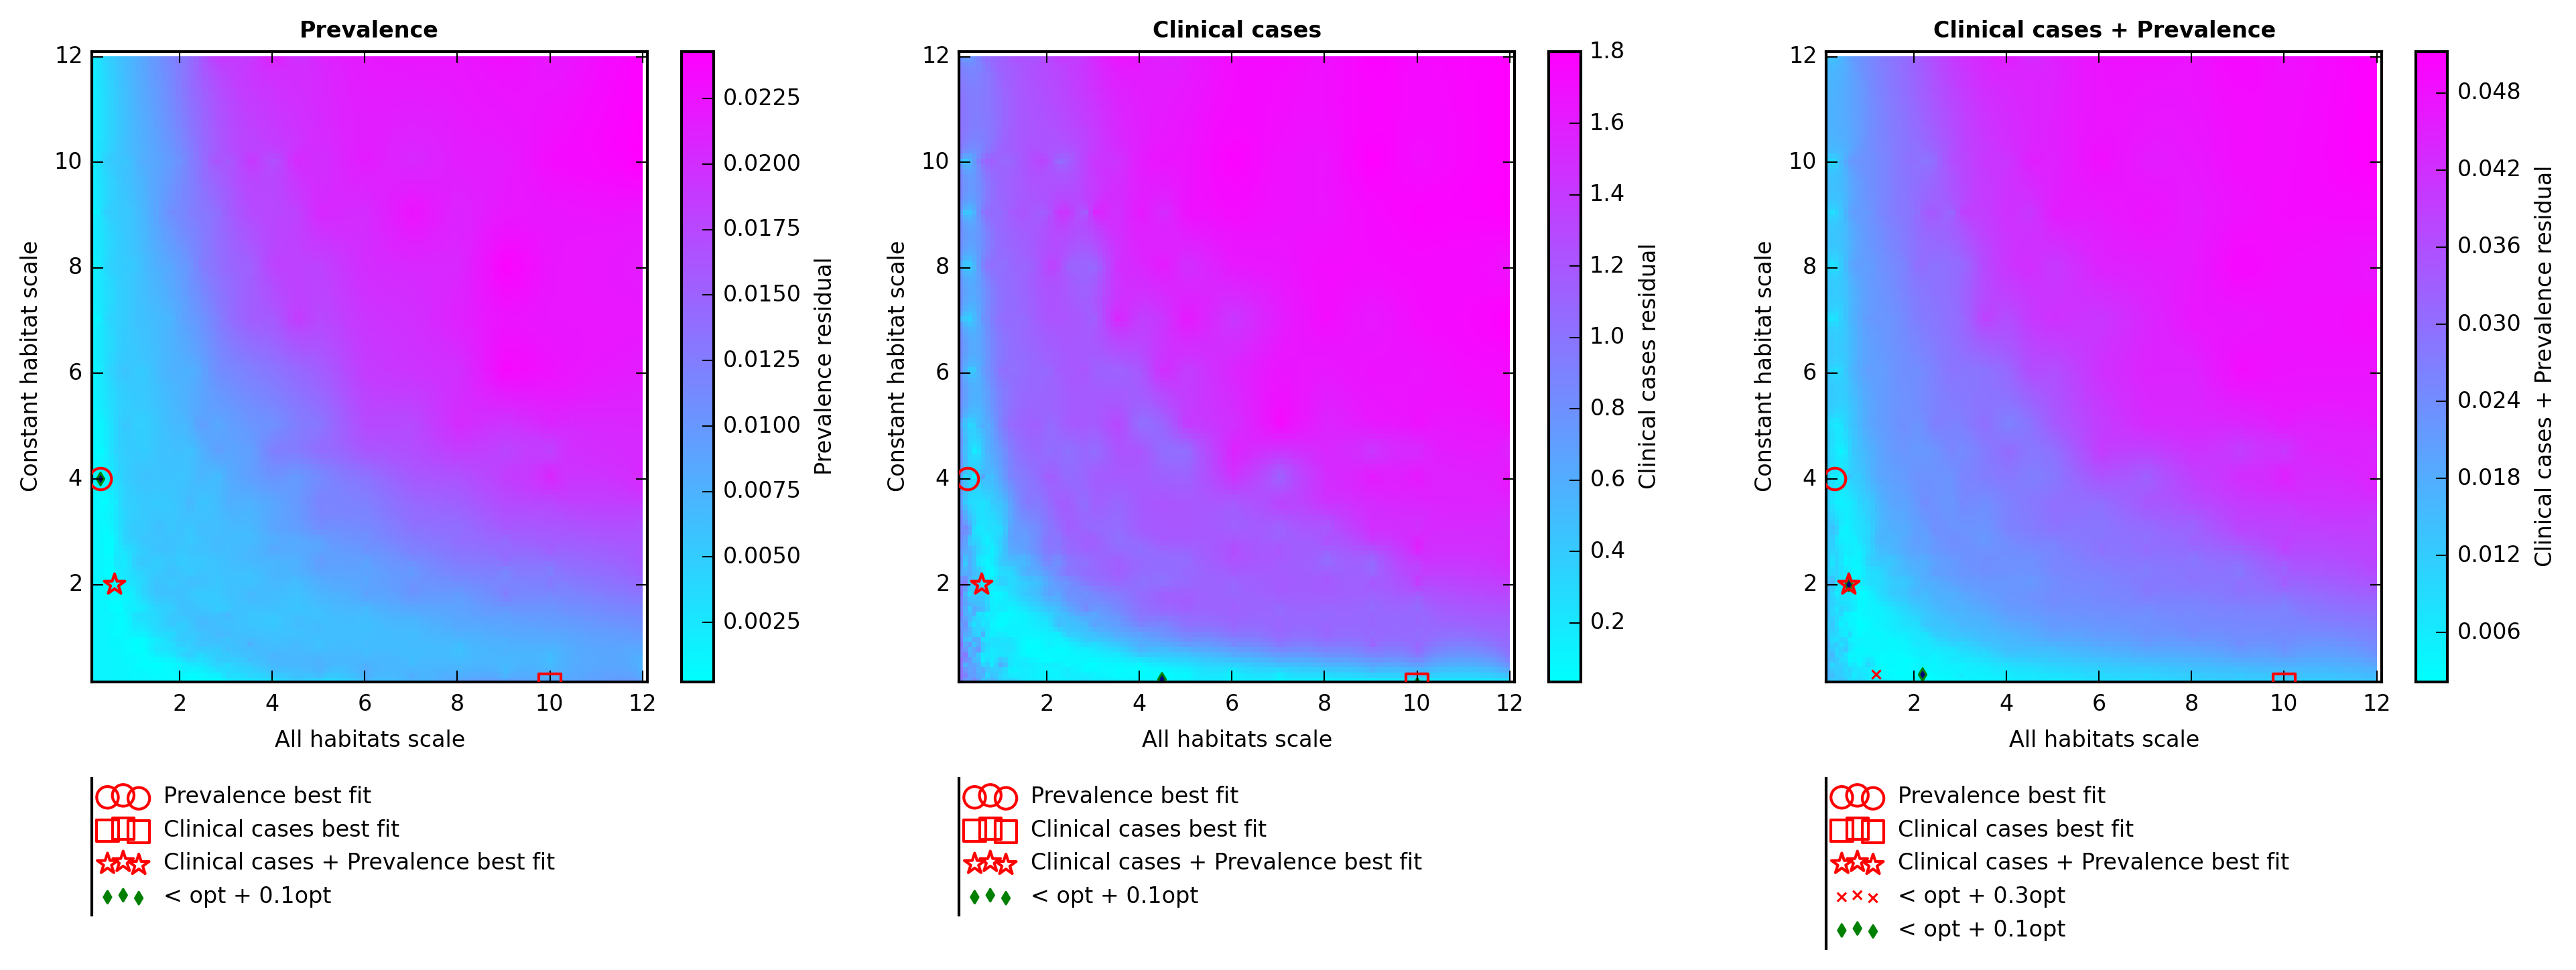 Prevalence
12
10
8
6
4
2
Constant habitat scale
2 4 6 8 10 12
All habitats scale
0.0225
0.0200
0.0175
0.0150
0.0125
0.0100
0.0075
0.0050
0.0025
Prevalence residual
Prevalence best fit
Clinical cases best fit
Clinical cases + Prevalence best fit
< opt + 0.1opt
Clinical cases
12
10
8
6
4
2
Constant habitat scale
2 4 6 8 10 12
All habitats scale
1.8
1.6
1.4
1.2
1.0
0.8
0.6
0.4
0.2
Clinical cases residual
Prevalence best fit
Clinical cases best fit
Clinical cases + Prevalence best fit
< opt + 0.1opt
Clinical cases + Prevalence
12
10
8
6
4
2
Constant habitat scale
2 4 6 8 10 12
All habitats scale
0.048
0.042
0.036
0.030
0.024
0.018
0.012
0.006
Clinical cases + Prevalence residual
Prevalence best fit
Clinical cases best fit
Clinical cases + Prevalence best fit
< opt + 0.3opt
< opt + 0.1opt